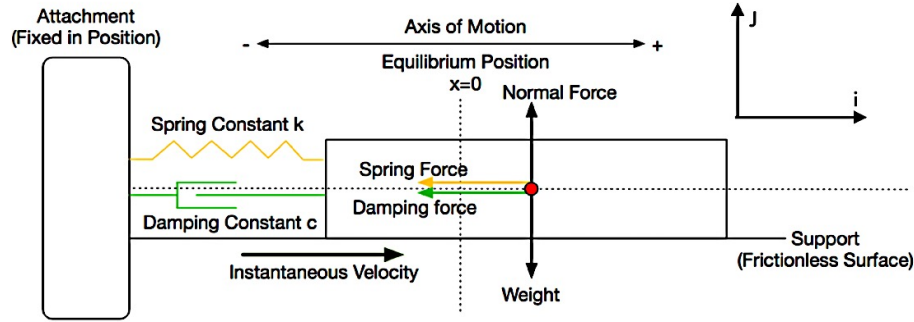 Attachment
(Fixed in Position)
Axis of Motion
- +
Equilibrium Position
x=0
Normal Force
J
i
Spring Constant k
Spring Force
Damping force
Damping Constant c
Instantaneous Velocity
Weight
Support
(Frictionless Surface)